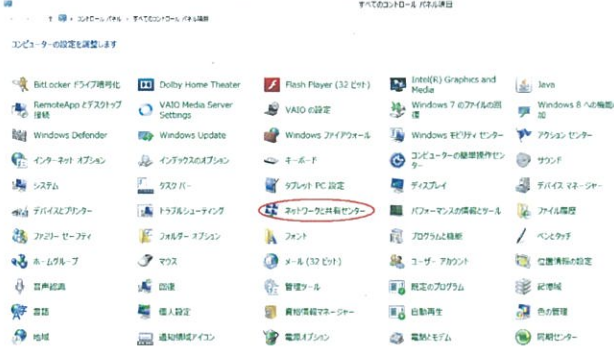 すべてのコントロール パネル項目
コントロール パネル ・ すべてのコントロール パネル項目
コンピューターの設定を調整します
BitLocker ドライブ暗号化
Dolby Home Theater
Flash Player (32 ビット)
Intel(R) Graphics and Media
Java
RemoteApp とデスクトップ接続
VAIO Media Server Settings
VAIO の設定
Windows 7 のファイルの回復
Windows 8 への機能の追加
Windows Defender
Windows Update
Windows ファイアウォール
Windows モビリティ センター
アクション センター
インターネット オプション
インデックスのオプション
キーボード
コンピューターの簡単操作センター
サウンド
システム
タスク バー
タブレット PC 設定
ディスプレイ
デバイス マネージャー
デバイスとプリンター
トラブルシューティング
ネットワークと共有センター
パフォーマンスの情報とツール
ファイル履歴
ファミリー セーフティ
フォルダー オプション
フォント
プログラムと機能
ペンとタッチ
ホームグループ
マウス
メール (32 ビット)
ユーザー アカウント
位置情報の設定
音声認識
回復
管理ツール
既定のプログラム
記憶域
言語
個人設定
資格情報マネージャー
自動再生
色の管理
地域
通知領域アイコン
電源オプション
電話とモデム
同期センター